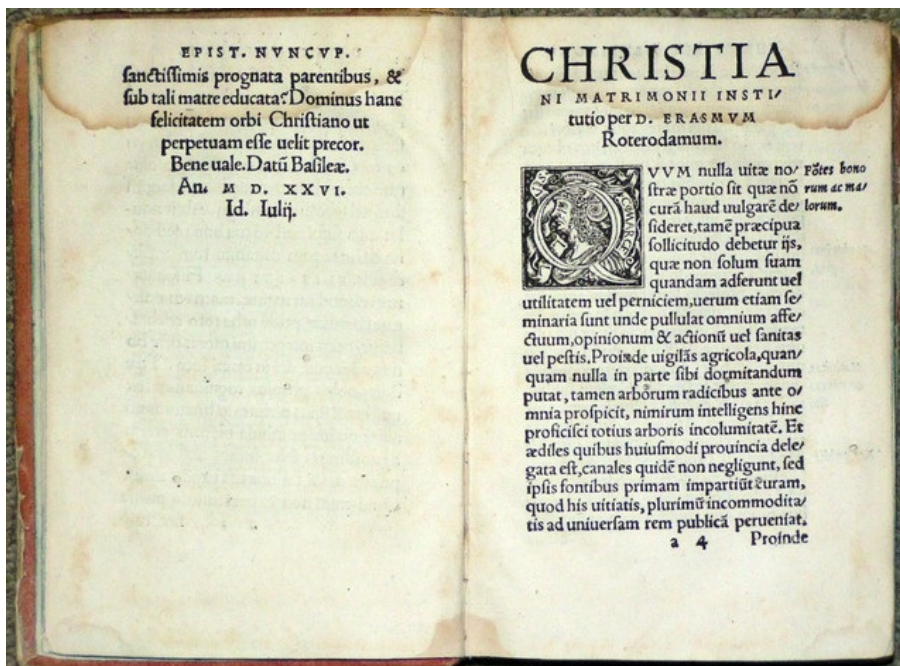 EPIST. NVNCVP.
sanctissimis prognata parentibus, &
sub tali matre educata? Dominus hanc
felicitatem orbi Christiano ut
perpetuam esse uelit precor.
Bene uale. Datū Basileæ.
An. M D. XXVI.
Id. Iulij.
CHRISTIA
NI MATRIMONII INSTI/
tutio per D. ERASMVM
Roterodamum.
QVVM nulla uitæ no/
stræ portio sit quæ nō
curā haud uulgarē de/
sideret, tamē præcipua
sollicitudo debetur ijs,
quæ non solum suam
quandam adferunt uel
utilitatem uel perniciem, uerum etiam se/
minaria sunt unde pullulat omnium affe/
ctuum, opinionum & actionū uel sanitas
uel pestis. Proinde uigilās agricola, quan/
quam nulla in parte sibi dormitandum
putat, tamen arborum radicibus ante o/
mnia prospicit, nimirum intelligens hinc
proficisci totius arboris incolumitatē. Et
ædiles quibus huiusmodi prouincia dele/
gata est, canales quidē non negligunt, sed
ipsis fontibus primam impartiūt curam,
quod his uitiatis, plurimū incommodita/
tis ad uniuersam rem publicā perueniat.
a 4 Proinde
Fōtes bono
rum ac ma/
lorum.